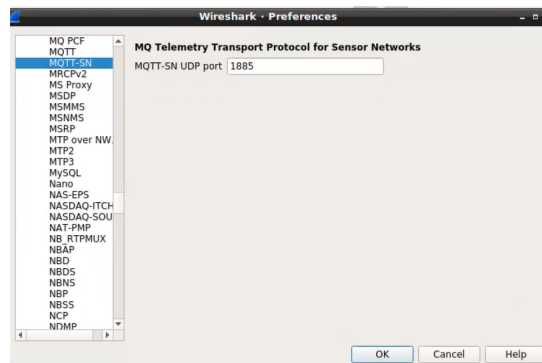 Wireshark · Preferences
MQ PCF
MQTT
MQTT-SN
MRCPv2
MS Proxy
MSDP
MSMMS
MSNMS
MSRP
MTP over NW.
MTP2
MTP3
MySQL
Nano
NAS-EPS
NASDAQ-ITCH
NASDAQ-SOU
NAT-PMP
NB_RTPMUX
NBAP
NBD
NBDS
NBNS
NBP
NBSS
NCP
NDMP
MQ Telemetry Transport Protocol for Sensor Networks
MQTT-SN UDP port 1885
OK Cancel Help